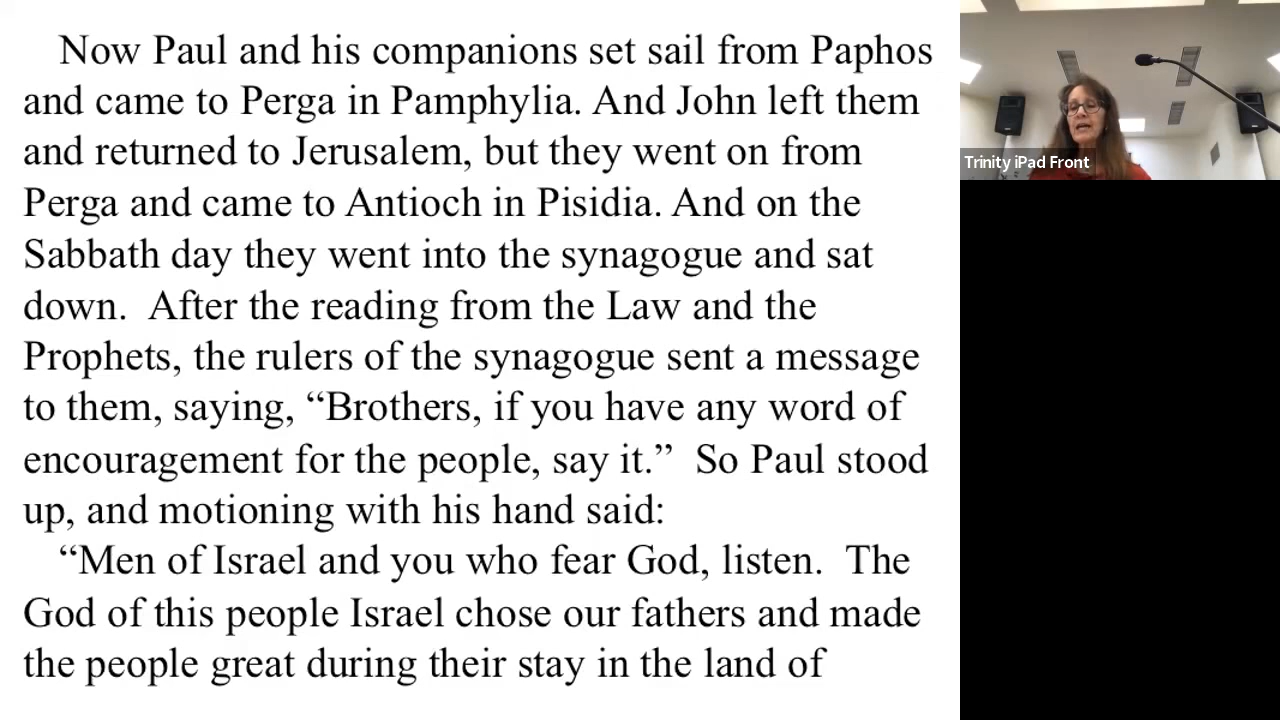 Now Paul and his companions set sail from Paphos
and came to Perga in Pamphylia. And John left them
and returned to Jerusalem, but they went on from
Perga and came to Antioch in Pisidia. And on the
Sabbath day they went into the synagogue and sat
down.  After the reading from the Law and the
Prophets, the rulers of the synagogue sent a message
to them, saying, “Brothers, if you have any word of
encouragement for the people, say it.”  So Paul stood
up, and motioning with his hand said:
“Men of Israel and you who fear God, listen.  The
God of this people Israel chose our fathers and made
the people great during their stay in the land of
Trinity iPad Front